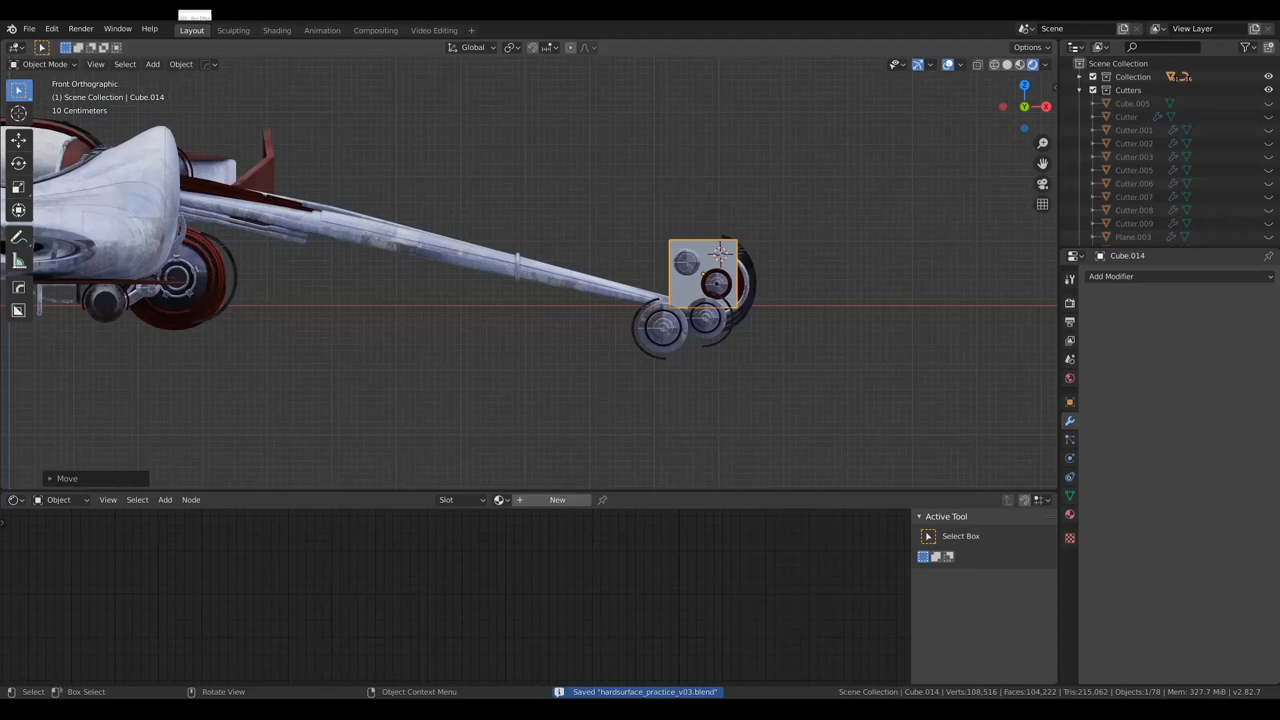 File Edit Render Window Help
Layout Sculpting Shading Animation Compositing Video Editing +
Scene View Layer
Global Options
Object Mode View Select Add Object
Front Orthographic
(1) Scene Collection | Cube.014
10 Centimeters
Z
Y X
Scene Collection
Collection
Cutters
Cube.005
Cutter
Cutter.001
Cutter.002
Cutter.003
Cutter.005
Cutter.006
Cutter.007
Cutter.008
Cutter.009
Plane.003
Cube.014
Add Modifier
Move
Object View Select Add Node Slot New
Active Tool
Select Box
Select Box Select Rotate View Object Context Menu Saved "hardsurface_practice_v03.blend" Scene Collection | Cube.014 | Verts:108,516 | Faces:104,222 | Tris:215,062 | Objects:1/78 | Mem: 327.7 MiB | v2.82.7